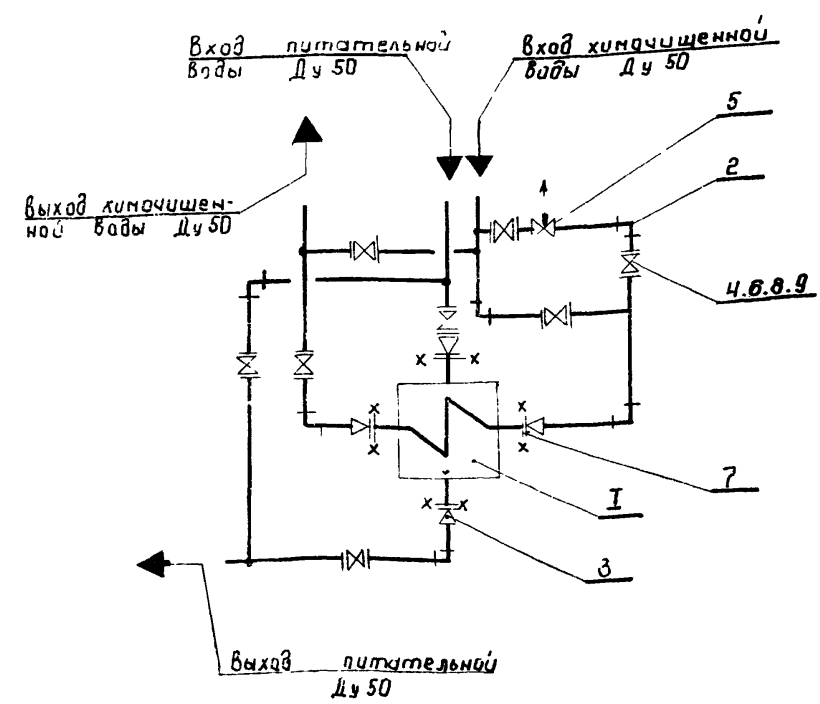 Вход питательной
воды Ду 50
Вход химочищенной
воды Ду 50
5
2
Выход химочищен-
ной воды Ду 50
4.6.8.9
х х
х х
х х
7
I
х х
3
Выход питательной
Ду 50